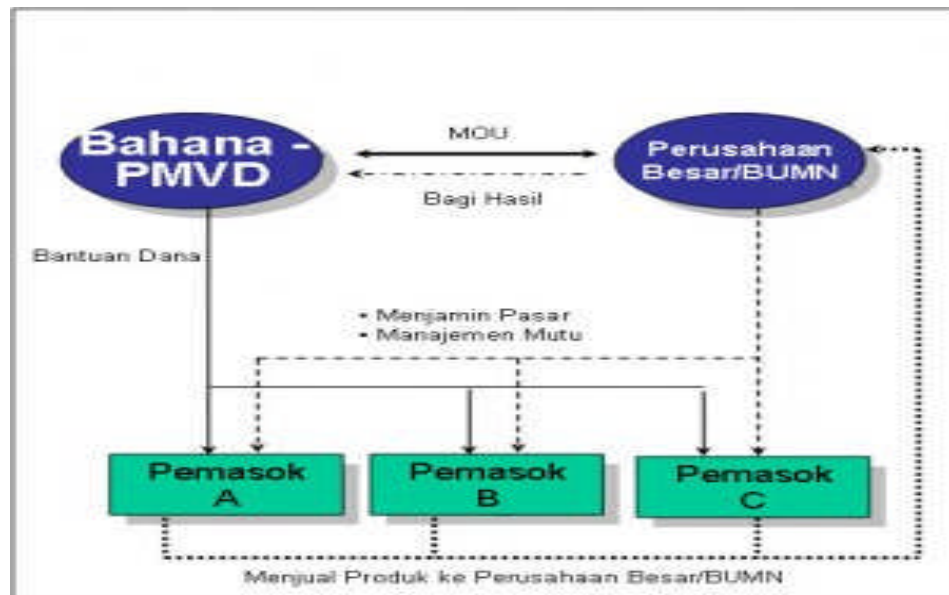 Bahana -
PMVD
MOU
Perusahaan
Besar/BUMN
Bagi Hasil
Bantuan Dana
• Menjamin Pasar
• Manajemen Mutu
Pemasok
A
Pemasok
B
Pemasok
C
Menjual Produk ke Perusahaan Besar/BUMN